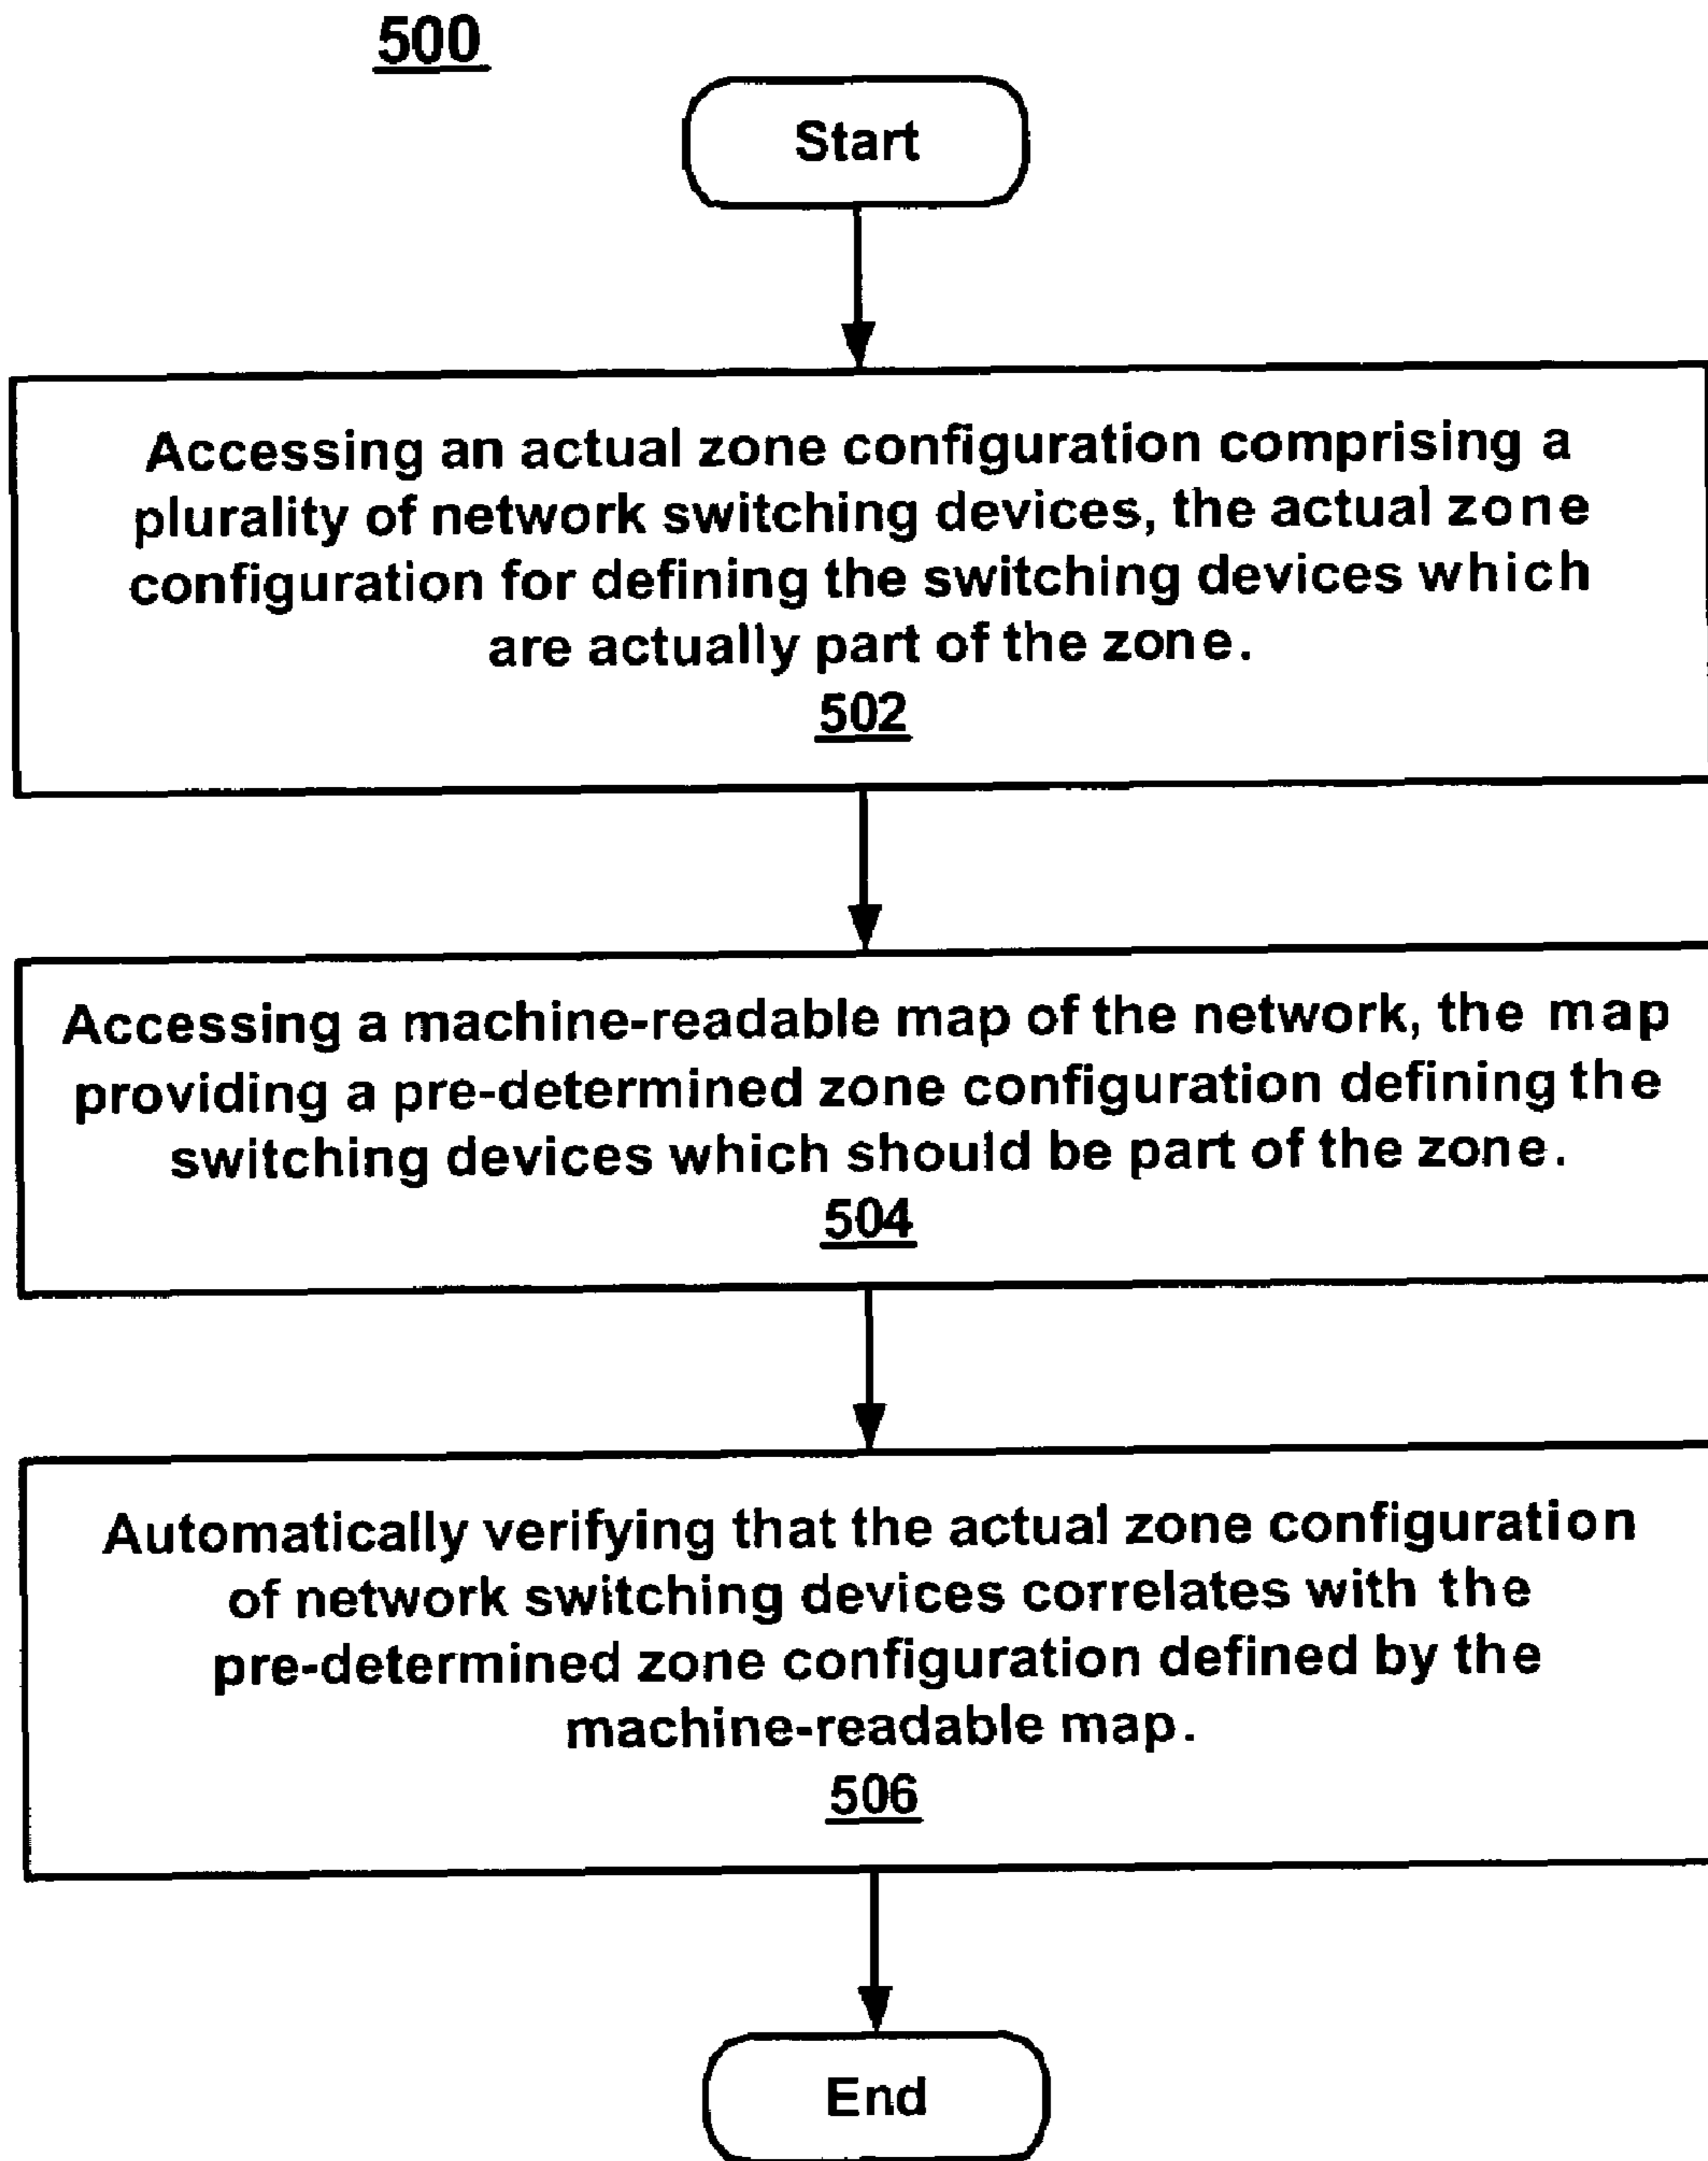 500
Start
Accessing an actual zone configuration comprising a
plurality of network switching devices, the actual zone
configuration for defining the switching devices which
are actually part of the zone.
502
Accessing a machine-readable map of the network, the map
providing a pre-determined zone configuration defining the
switching devices which should be part of the zone.
504
Automatically verifying that the actual zone configuration
of network switching devices correlates with the
pre-determined zone configuration defined by the
machine-readable map.
506
End